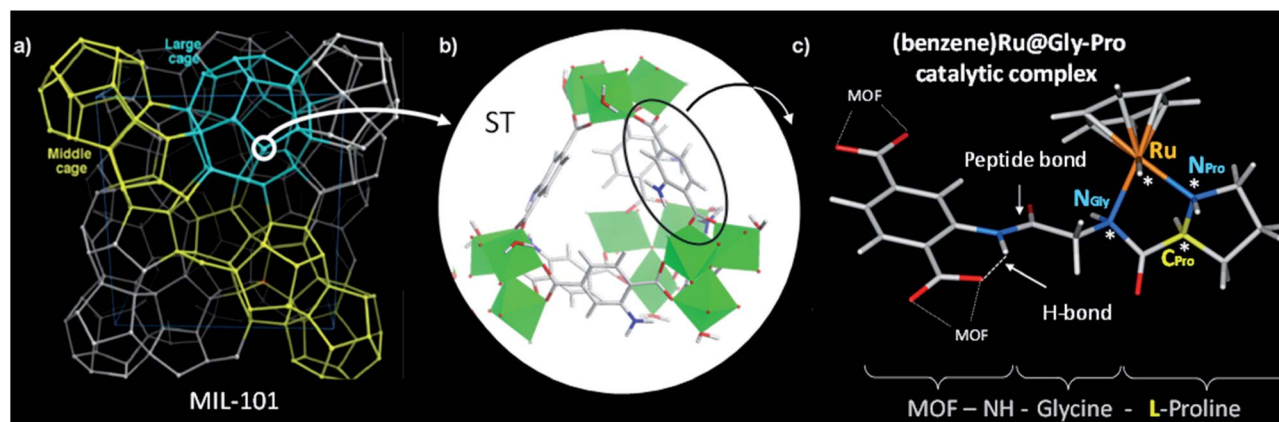 a)
Large
cage
Middle
cage
MIL-101
b)
ST
c)
(benzene)Ru@Gly-Pro
catalytic complex
MOF
Peptide bond
Ru
*
NPro
*
NGly
*
CPro
*
H-bond
MOF
MOF – NH - Glycine - L-Proline